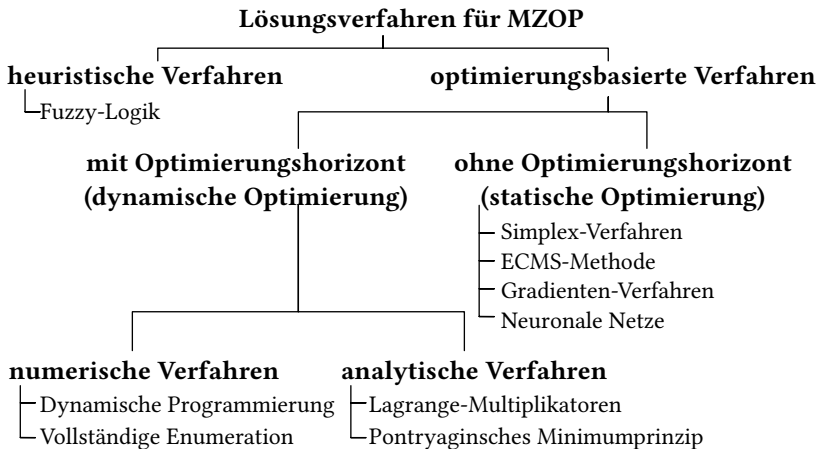 Lösungsverfahren für MZOP
heuristische Verfahren
Fuzzy-Logik
optimierungsbasierte Verfahren
mit Optimierungshorizont
(dynamische Optimierung)
ohne Optimierungshorizont
(statische Optimierung)
Simplex-Verfahren
ECMS-Methode
Gradienten-Verfahren
Neuronale Netze
numerische Verfahren
Dynamische Programmierung
Vollständige Enumeration
analytische Verfahren
Lagrange-Multiplikatoren
Pontryaginsches Minimumprinzip